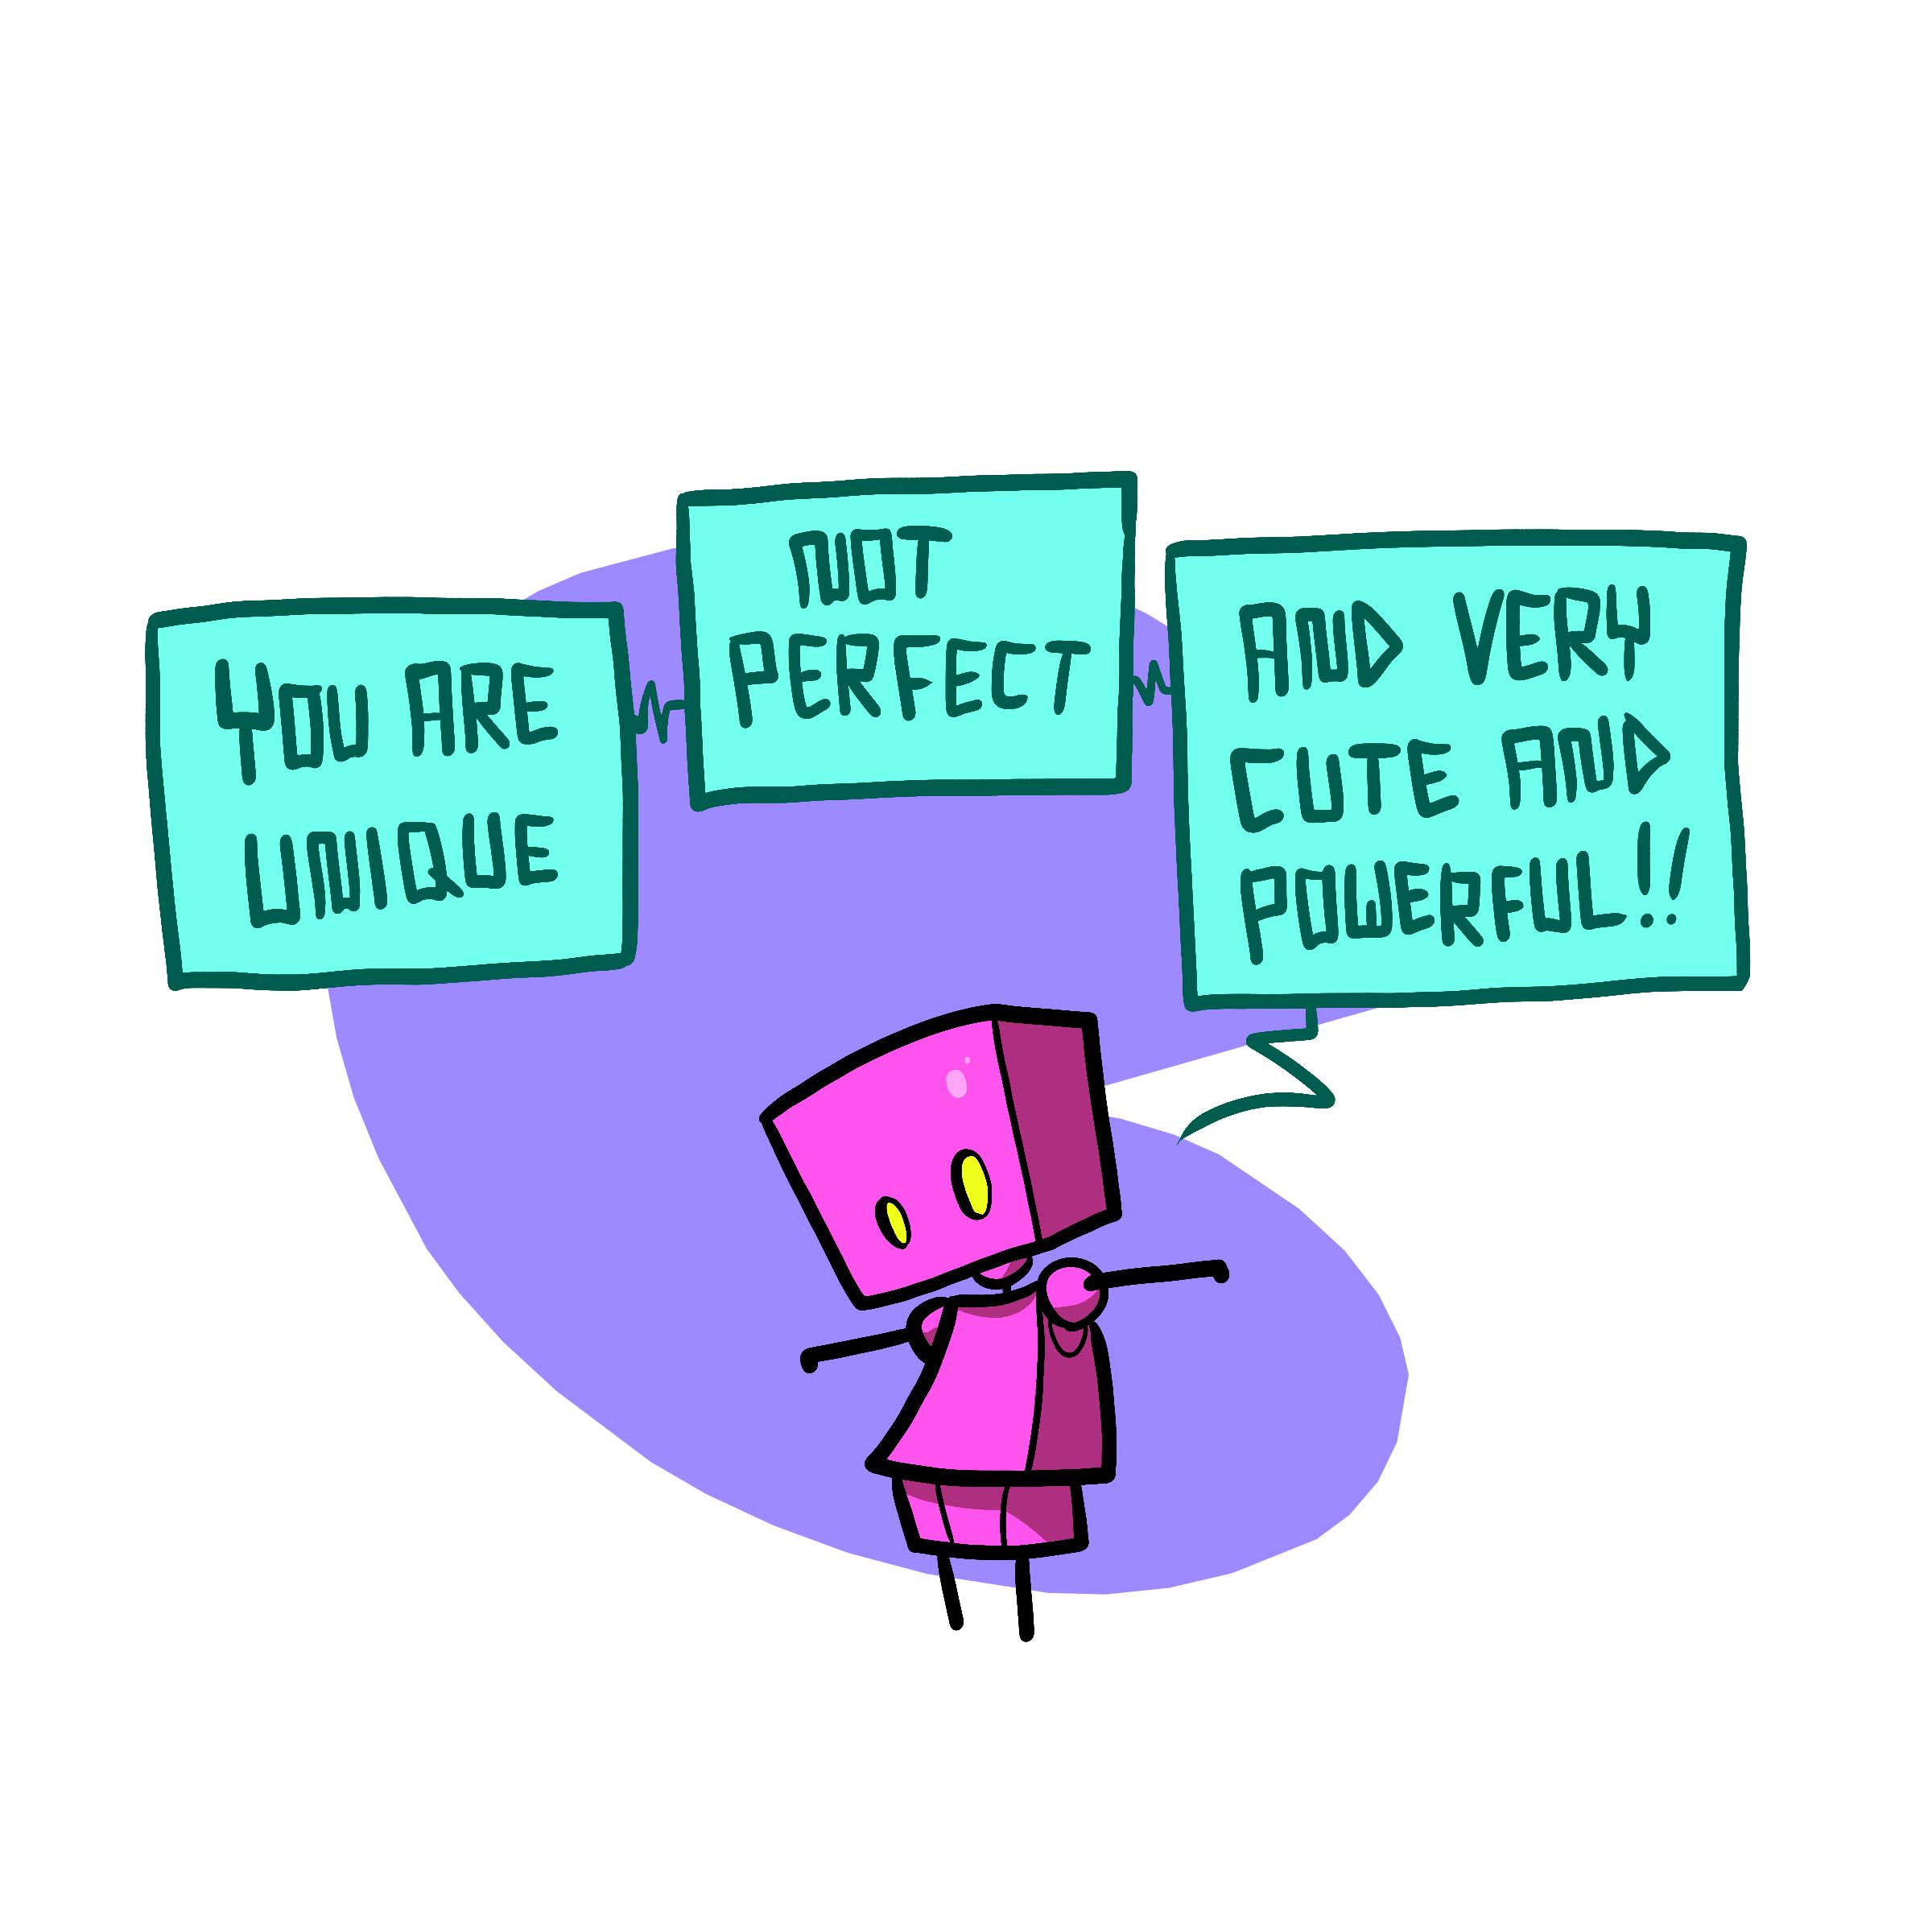 YOU ARE
UNIQUE
NOT
PERFECT
AND VERY
CUTE AND
POWERFUL!!